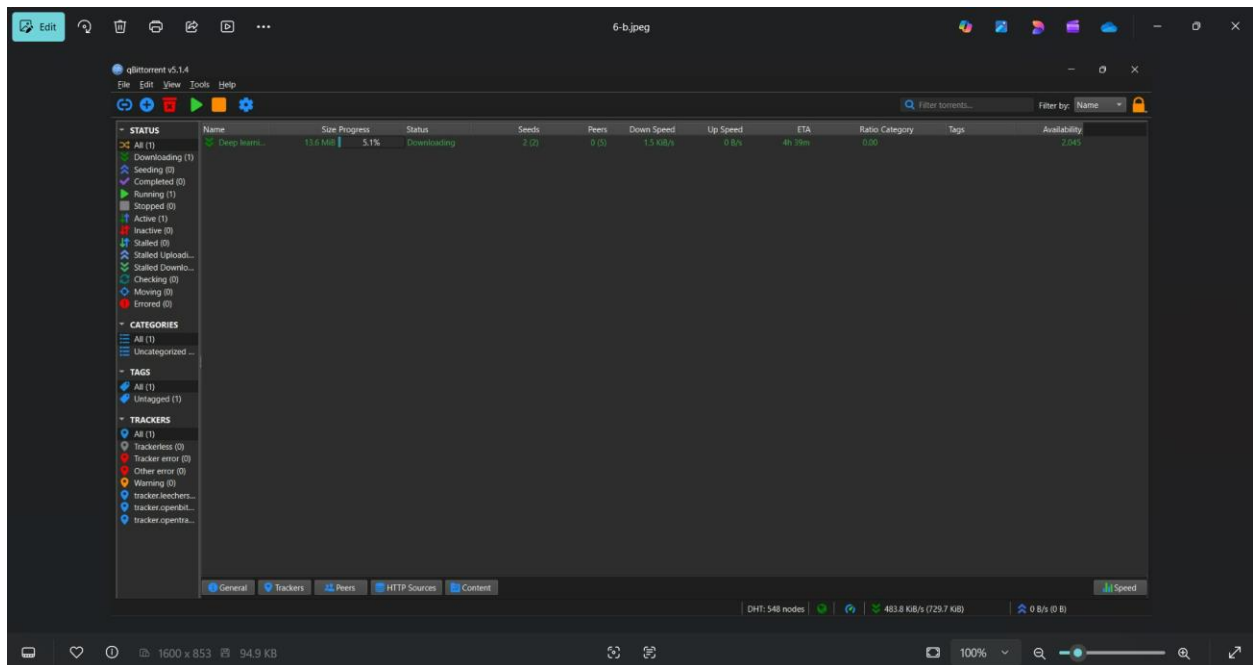 Edit
6-b.jpeg
qBittorrent v5.1.4
File Edit View Tools Help
Filter torrents...
Filter by: Name
STATUS
Name Size Progress Status Seeds Peers Down Speed Up Speed ETA Ratio Category Tags Availability
All (1)
Deep learni... 13.6 MiB 5.1% Downloading 2 (2) 0 (5) 1.5 KiB/s 0 B/s 4h 39m 0.00 2.045
Downloading (1)
Seeding (0)
Completed (0)
Running (1)
Stopped (0)
Active (1)
Inactive (0)
Stalled (0)
Stalled Uploadi...
Stalled Downlo...
Checking (0)
Moving (0)
Errored (0)
CATEGORIES
All (1)
Uncategorized ...
TAGS
All (1)
Untagged (1)
TRACKERS
All (1)
Trackerless (0)
Tracker error (0)
Other error (0)
Warning (0)
tracker.leechers...
tracker.openbit...
tracker.opentra...
General Trackers Peers HTTP Sources Content Speed
DHT: 548 nodes 483.8 KiB/s (729.7 KiB) 0 B/s (0 B)
1600 x 853 94.9 KB 100%